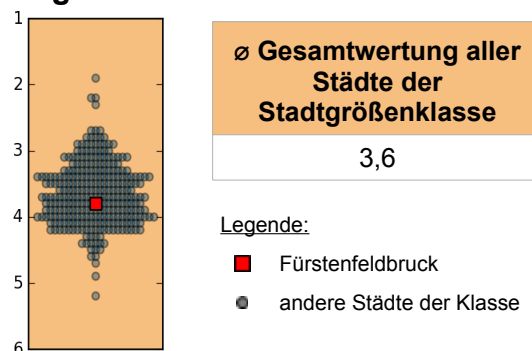 1
2
3
4
5
6
⌀ Gesamtwertung aller
Städte der
Stadtgrößenklasse
3,6
Legende:
Fürstenfeldbruck
andere Städte der Klasse